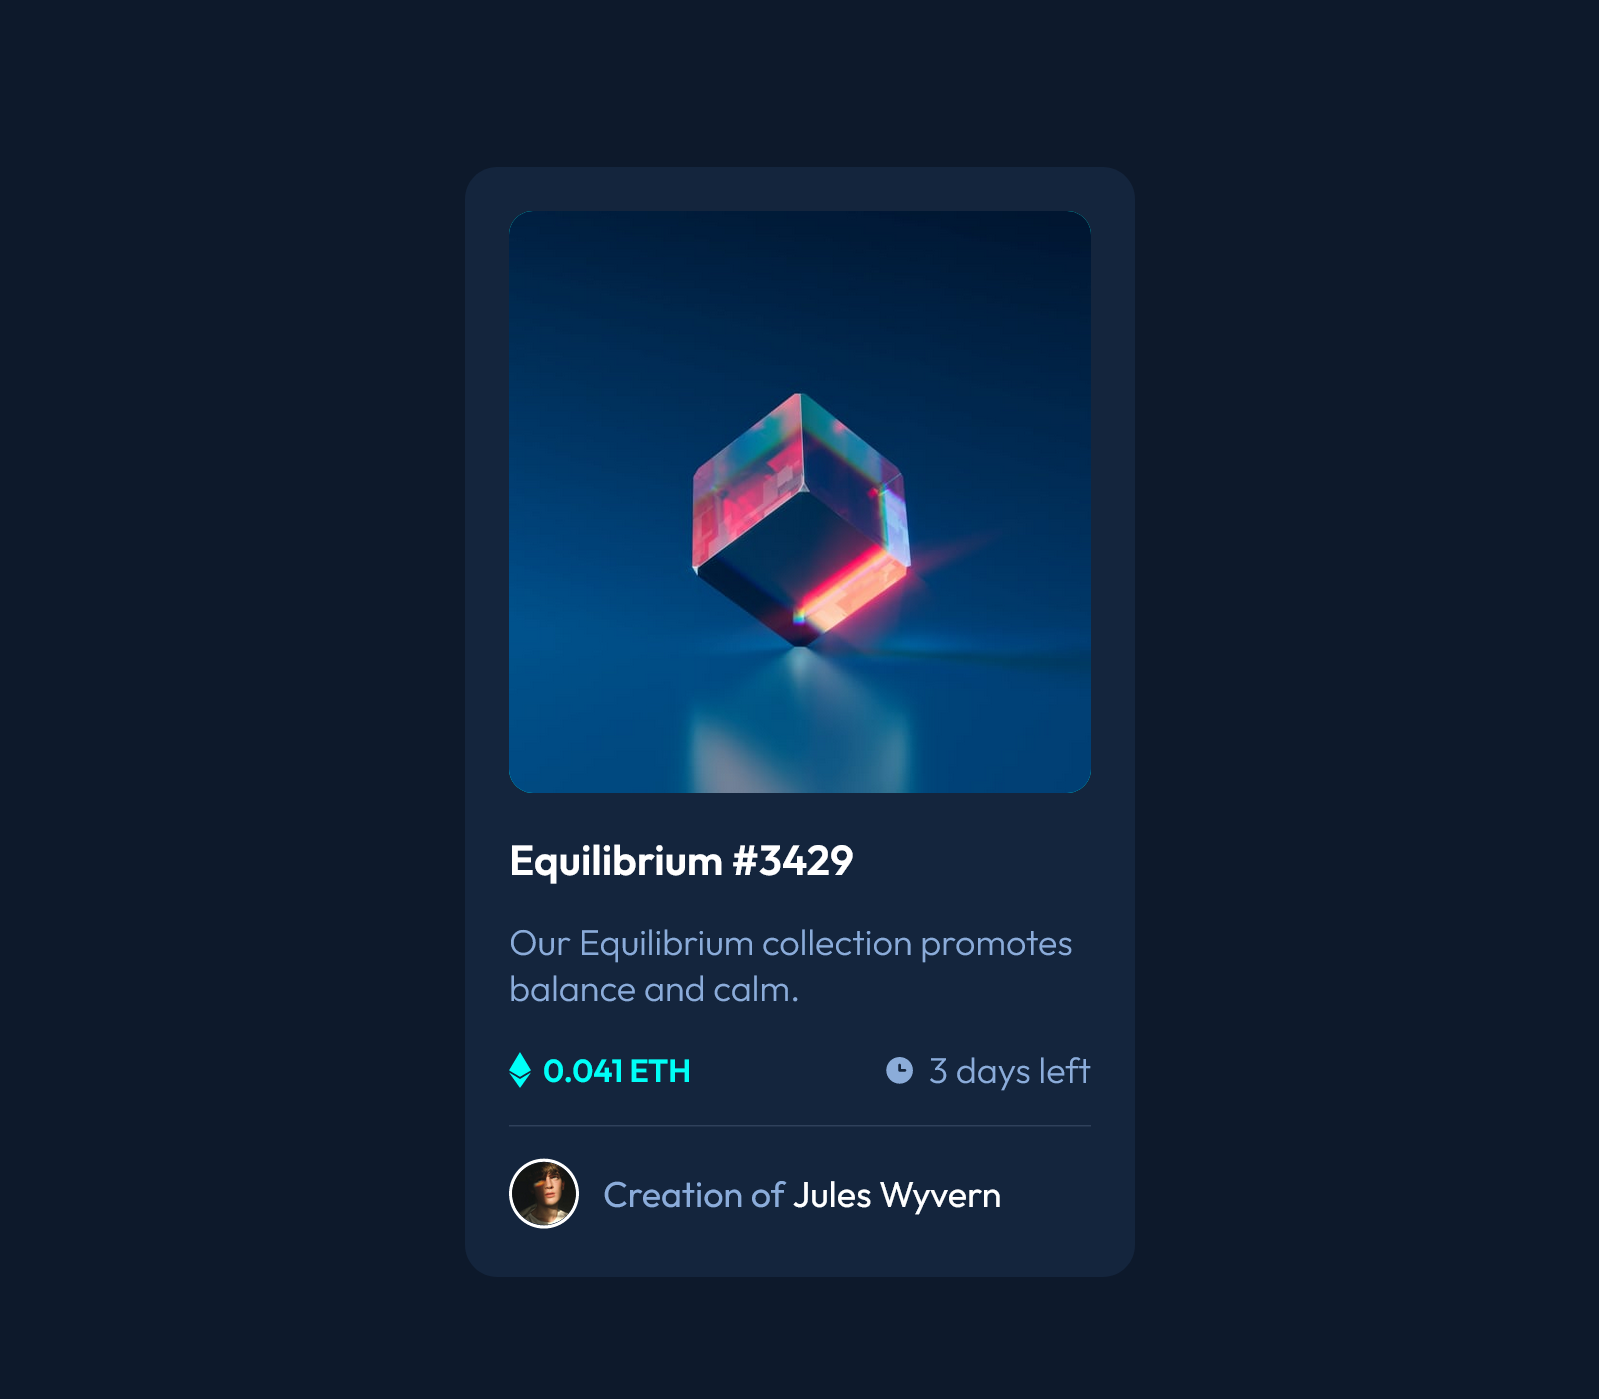 Equilibrium #3429
Our Equilibrium collection promotes
balance and calm.
0.041 ETH
3 days left
Creation of Jules Wyvern